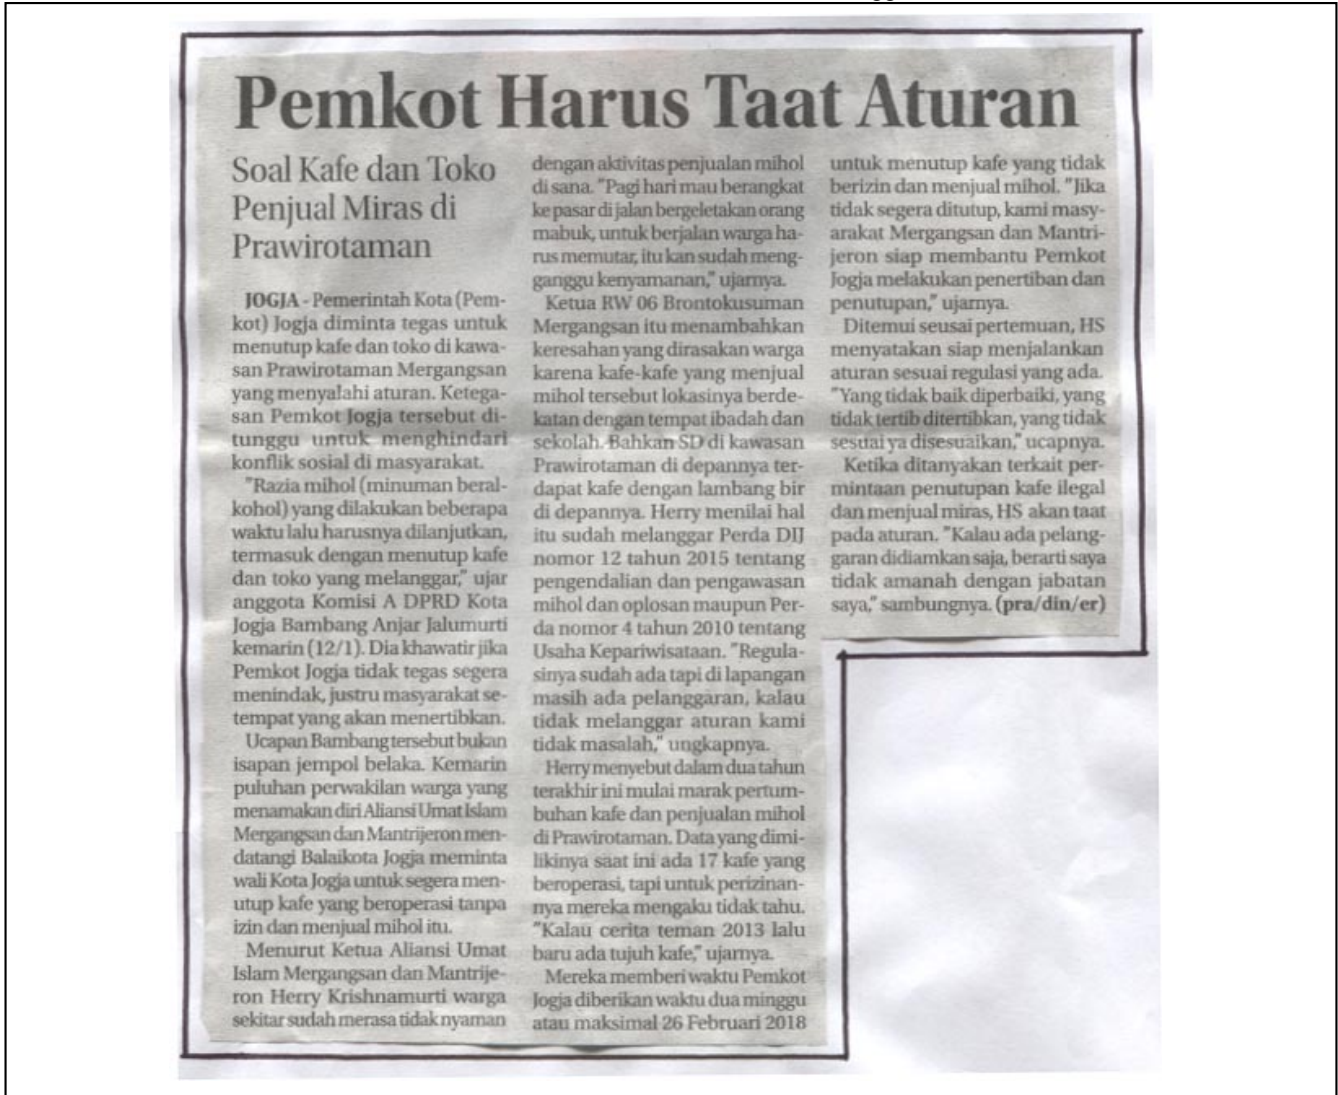 Pemkot Harus Taat Aturan
Soal Kafe dan Toko
Penjual Miras di
Prawirotaman
JOGJA - Pemerintah Kota (Pem-
kot) Jogja diminta tegas untuk
menutup kafe dan toko di kawa-
san Prawirotaman Mergangsan
yang menyalahi aturan. Ketega-
san Pemkot Jogja tersebut di-
tunggu untuk menghindari
konflik sosial di masyarakat.
"Razia mihol (minuman beral-
kohol) yang dilakukan beberapa
waktu lalu harusnya dilanjutkan,
termasuk dengan menutup kafe
dan toko yang melanggar," ujar
anggota Komisi A DPRD Kota
Jogja Bambang Anjar Jalumurti
kemarin (12/1). Dia khawatir jika
Pemkot Jogja tidak tegas segera
menindak, justru masyarakat se-
tempat yang akan menertibkan.
Ucapan Bambang tersebut bukan
isapan jempol belaka. Kemarin
puluhan perwakilan warga yang
menamakan diri Aliansi Umat Islam
Mergangsan dan Mantrijeron men-
datangi Balaikota Jogja meminta
wali Kota Jogja untuk segera men-
utup kafe yang beroperasi tanpa
izin dan menjual mihol itu.
Menurut Ketua Aliansi Umat
Islam Mergangsan dan Mantrije-
ron Herry Krishnamurti warga
sekitar sudah merasa tidak nyaman
dengan aktivitas penjualan mihol
di sana. "Pagi hari mau berangkat
ke pasar di jalan bergeletakan orang
mabuk, untuk berjalan warga ha-
rus memutar, itu kan sudah meng-
ganggu kenyamanan," ujarnya.
Ketua RW 06 Brontokusuman
Mergangsan itu menambahkan
keresahan yang dirasakan warga
karena kafe-kafe yang menjual
mihol tersebut lokasinya berde-
katan dengan tempat ibadah dan
sekolah. Bahkan SD di kawasan
Prawirotaman di depannya ter-
dapat kafe dengan lambang bir
di depannya. Herry menilai hal
itu sudah melanggar Perda DIJ
nomor 12 tahun 2015 tentang
pengendalian dan pengawasan
mihol dan oplosan maupun Per-
da nomor 4 tahun 2010 tentang
Usaha Kepariwisataan. "Regula-
sinya sudah ada tapi di lapangan
masih ada pelanggaran, kalau
tidak melanggar aturan kami
tidak masalah," ungkapnya.
Herry menyebut dalam dua tahun
terakhir ini mulai marak pertum-
buhan kafe dan penjualan mihol
di Prawirotaman. Data yang dimi-
likinya saat ini ada 17 kafe yang
beroperasi, tapi untuk perizinan-
nya mereka mengaku tidak tahu.
"Kalau cerita teman 2013 lalu
baru ada tujuh kafe," ujarnya.
Mereka memberi waktu Pemkot
Jogja diberikan waktu dua minggu
atau maksimal 26 Februari 2018
untuk menutup kafe yang tidak
berizin dan menjual mihol. "Jika
tidak segera ditutup, kami masy-
arakat Mergangsan dan Mantri-
jeron siap membantu Pemkot
Jogja melakukan penertiban dan
penutupan," ujarnya.
Ditemui seusai pertemuan, HS
menyatakan siap menjalankan
aturan sesuai regulasi yang ada.
"Yang tidak baik diperbaiki, yang
tidak tertib ditertibkan, yang tidak
sesuai ya disesuaikan," ucapnya.
Ketika ditanyakan terkait per-
mintaan penutupan kafe ilegal
dan menjual miras, HS akan taat
pada aturan. "Kalau ada pelang-
garan didiamkan saja, berarti saya
tidak amanah dengan jabatan
saya," sambungnya. (pra/din/er)